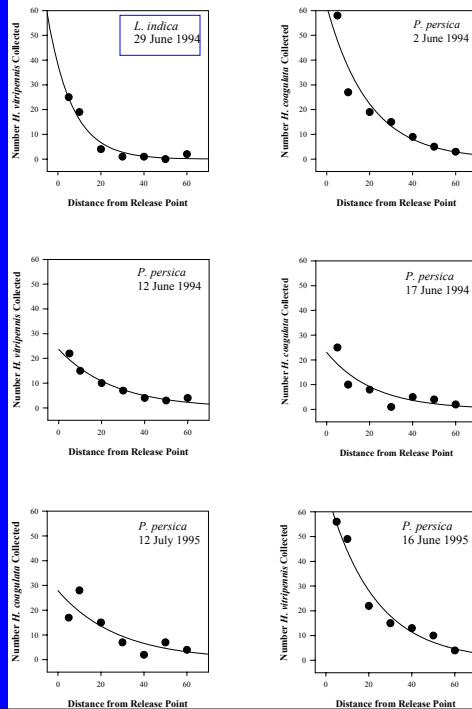 Number H. vitripennis Collected
60
50
40
30
20
10
0
L. indica
29 June 1994
0 20 40 60
Distance from Release Point
Number H. coagulata Collected
60
50
40
30
20
10
0
P. persica
2 June 1994
0 20 40 60
Distance from Release Point
Number H. vitripennis Collected
60
50
40
30
20
10
0
P. persica
12 June 1994
0 20 40 60
Distance from Release Point
Number H. coagulata Collected
60
50
40
30
20
10
0
P. persica
17 June 1994
0 20 40 60
Distance from Release Point
Number H. coagulata Collected
60
50
40
30
20
10
0
P. persica
12 July 1995
0 20 40 60
Distance from Release Point
Number H. vitripennis Collected
60
50
40
30
20
10
0
P. persica
16 June 1995
0 20 40 60
Distance from Release Point